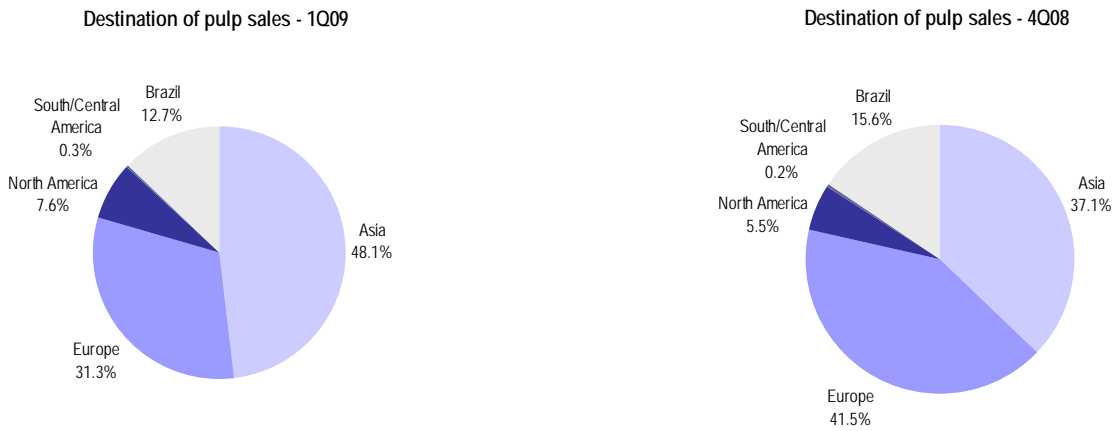 Destination of pulp sales - 1Q09
Brazil
12.7%
South/Central
America
0.3%
North America
7.6%
Asia
48.1%
Europe
31.3%
Destination of pulp sales - 4Q08
Brazil
15.6%
South/Central
America
0.2%
North America
5.5%
Asia
37.1%
Europe
41.5%